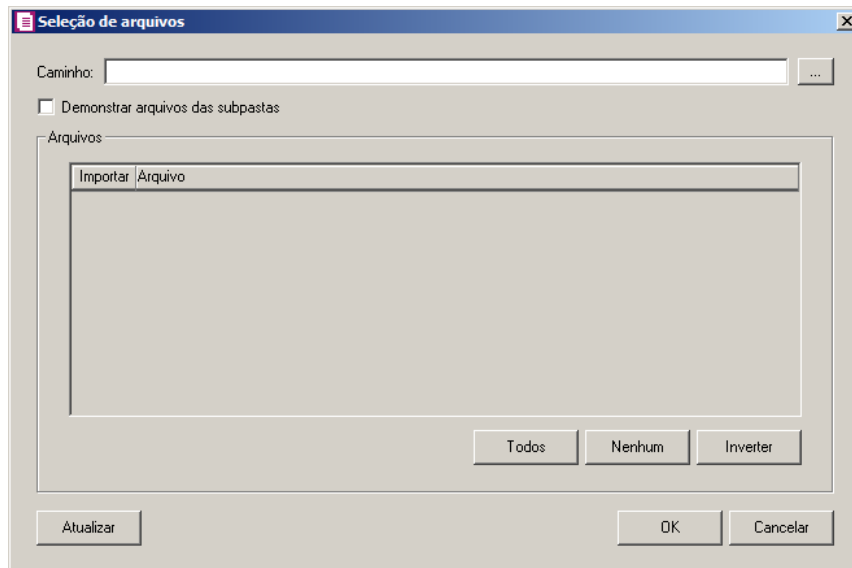 Seleção de arquivos
Caminho: ...
Demonstrar arquivos das subpastas
Arquivos
Importar Arquivo
Todos Nenhum Inverter
Atualizar OK Cancelar